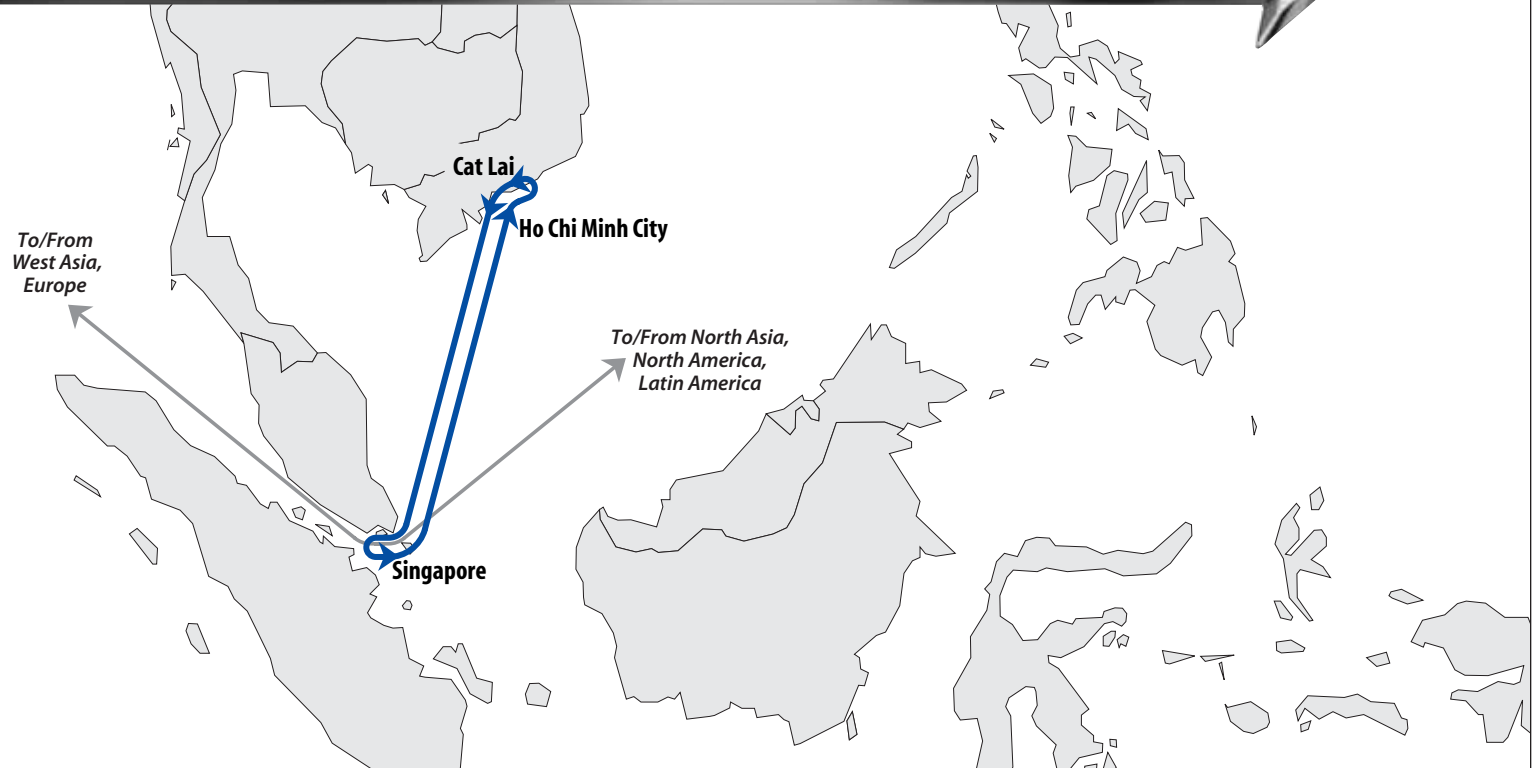 Cat Lai
Ho Chi Minh City
To/From
West Asia,
Europe
To/From North Asia,
North America,
Latin America
Singapore